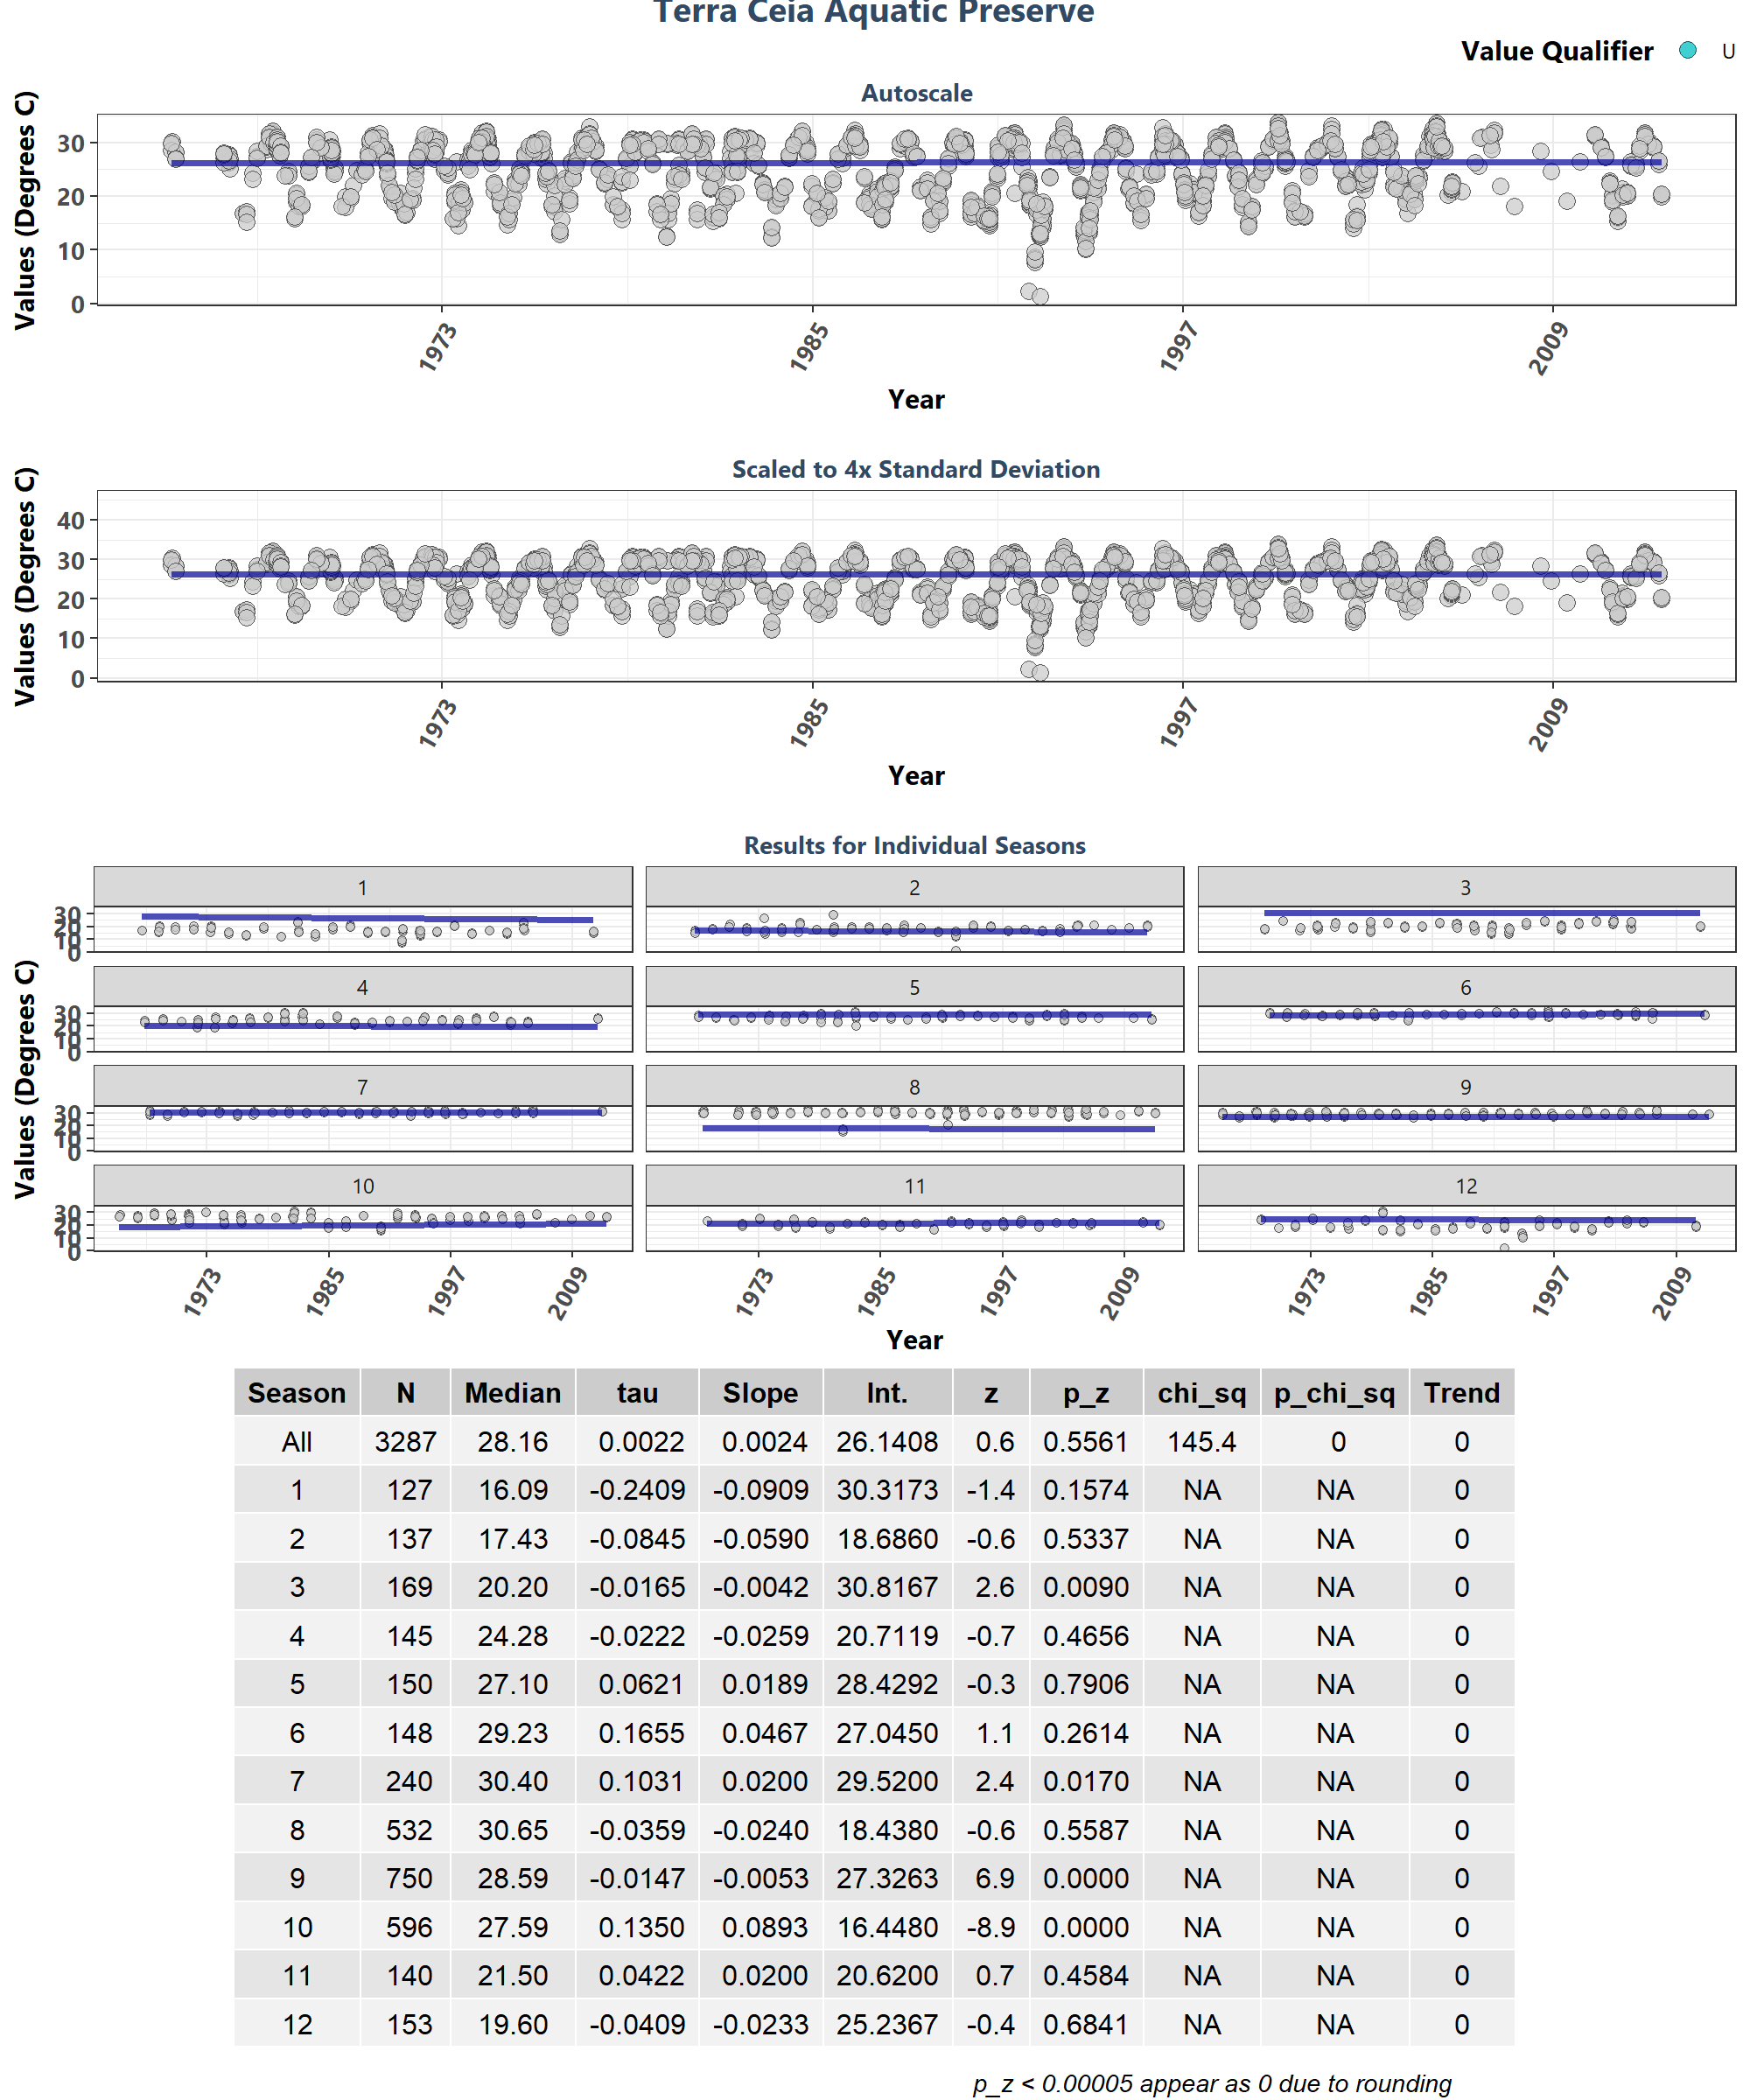 Terra Ceia Aquatic Preserve
Value Qualifier U
Autoscale
Values (Degrees C)
30
20
10
0
1973 1985 1997 2009
Year
Scaled to 4x Standard Deviation
Values (Degrees C)
40
30
20
10
0
1973 1985 1997 2009
Year
Results for Individual Seasons
Values (Degrees C)
1 2 3
30
20
10
0
4 5 6
30
20
10
0
7 8 9
30
20
10
0
10 11 12
30
20
10
0
1973 1985 1997 2009 1973 1985 1997 2009 1973 1985 1997 2009
Year
Season N Median tau Slope Int. z p_z chi_sq p_chi_sq Trend
All 3287 28.16 0.0022 0.0024 26.1408 0.6 0.5561 145.4 0 0
1 127 16.09 -0.2409 -0.0909 30.3173 -1.4 0.1574 NA NA 0
2 137 17.43 -0.0845 -0.0590 18.6860 -0.6 0.5337 NA NA 0
3 169 20.20 -0.0165 -0.0042 30.8167 2.6 0.0090 NA NA 0
4 145 24.28 -0.0222 -0.0259 20.7119 -0.7 0.4656 NA NA 0
5 150 27.10 0.0621 0.0189 28.4292 -0.3 0.7906 NA NA 0
6 148 29.23 0.1655 0.0467 27.0450 1.1 0.2614 NA NA 0
7 240 30.40 0.1031 0.0200 29.5200 2.4 0.0170 NA NA 0
8 532 30.65 -0.0359 -0.0240 18.4380 -0.6 0.5587 NA NA 0
9 750 28.59 -0.0147 -0.0053 27.3263 6.9 0.0000 NA NA 0
10 596 27.59 0.1350 0.0893 16.4480 -8.9 0.0000 NA NA 0
11 140 21.50 0.0422 0.0200 20.6200 0.7 0.4584 NA NA 0
12 153 19.60 -0.0409 -0.0233 25.2367 -0.4 0.6841 NA NA 0
p_z < 0.00005 appear as 0 due to rounding